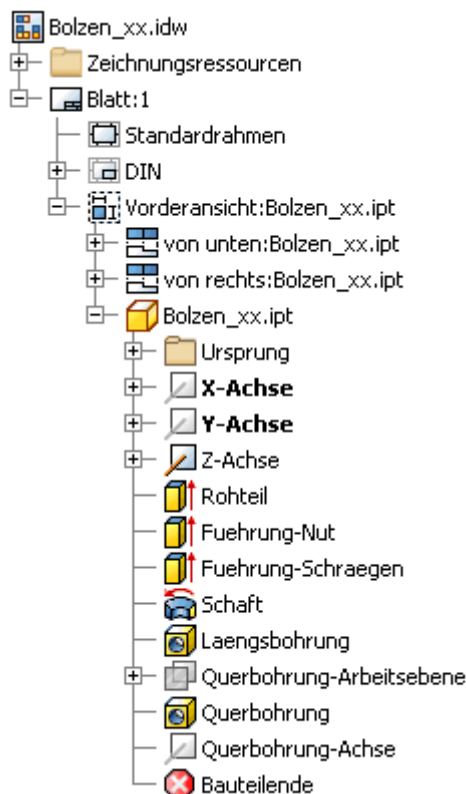 Bolzen_xx.idw
Zeichnungsressourcen
Blatt:1
Standardrahmen
DIN
Vorderansicht:Bolzen_xx.ipt
von unten:Bolzen_xx.ipt
von rechts:Bolzen_xx.ipt
Bolzen_xx.ipt
Ursprung
X-Achse
Y-Achse
Z-Achse
Rohteil
Fuehrung-Nut
Fuehrung-Schraegen
Schaft
Laengsbohrung
Querbohrung-Arbeitsebene
Querbohrung
Querbohrung-Achse
Bauteilende